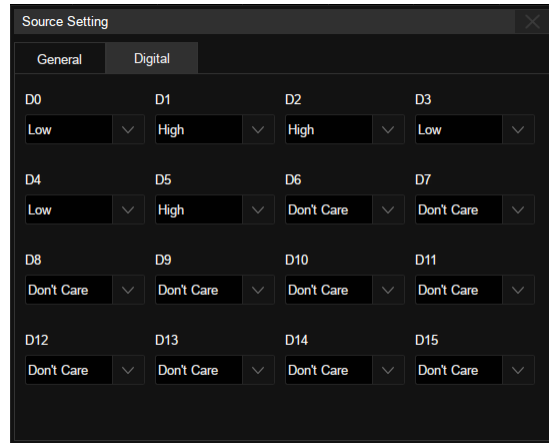 Source Setting
General Digital
D0 D1 D2 D3
Low High High Low
D4 D5 D6 D7
Low High Don't Care Don't Care
D8 D9 D10 D11
Don't Care Don't Care Don't Care Don't Care
D12 D13 D14 D15
Don't Care Don't Care Don't Care Don't Care